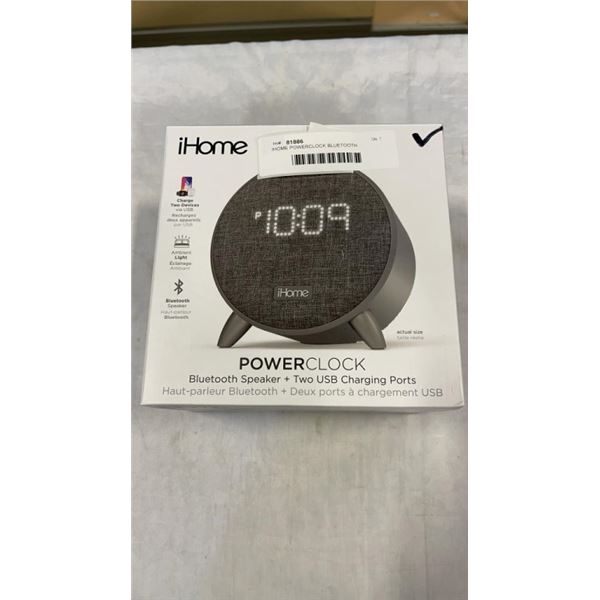 iHome
Lot#: 81886
IHOME POWERCLOCK BLUETOOTH
Charge
Two Devices
via USB
Rechargez
deux appareils
par USB
Ambient
Light
Éclairage
Ambiant
Bluetooth
Speaker
Haut-parleur
Bluetooth
P 10:09
iHome
actual size
taille réelle
POWERCLOCK
Bluetooth Speaker + Two USB Charging Ports
Haut-parleur Bluetooth + Deux ports à chargement USB